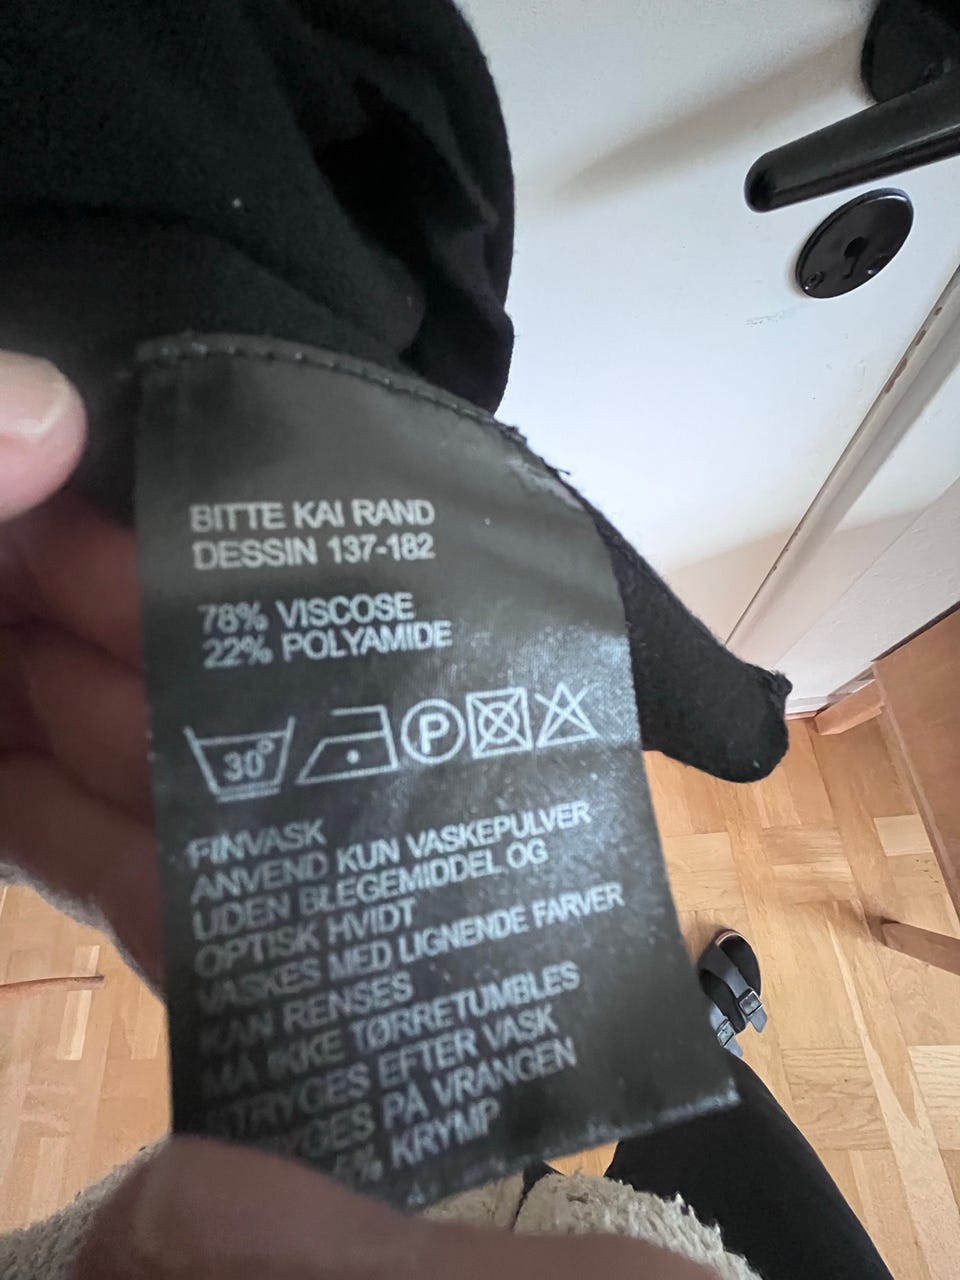 BITTE KAI RAND
DESSIN 137-182
78% VISCOSE
22% POLYAMIDE
30° P
FINVASK
ANVEND KUN VASKEPULVER
UDEN BLEGEMIDDEL OG
OPTISK HVIDT
VASKES MED LIGNENDE FARVER
KAN RENSES
MÅ IKKE TØRRETUMBLES
STRYGES EFTER VASK
PÅ VRANGEN
KRYMP